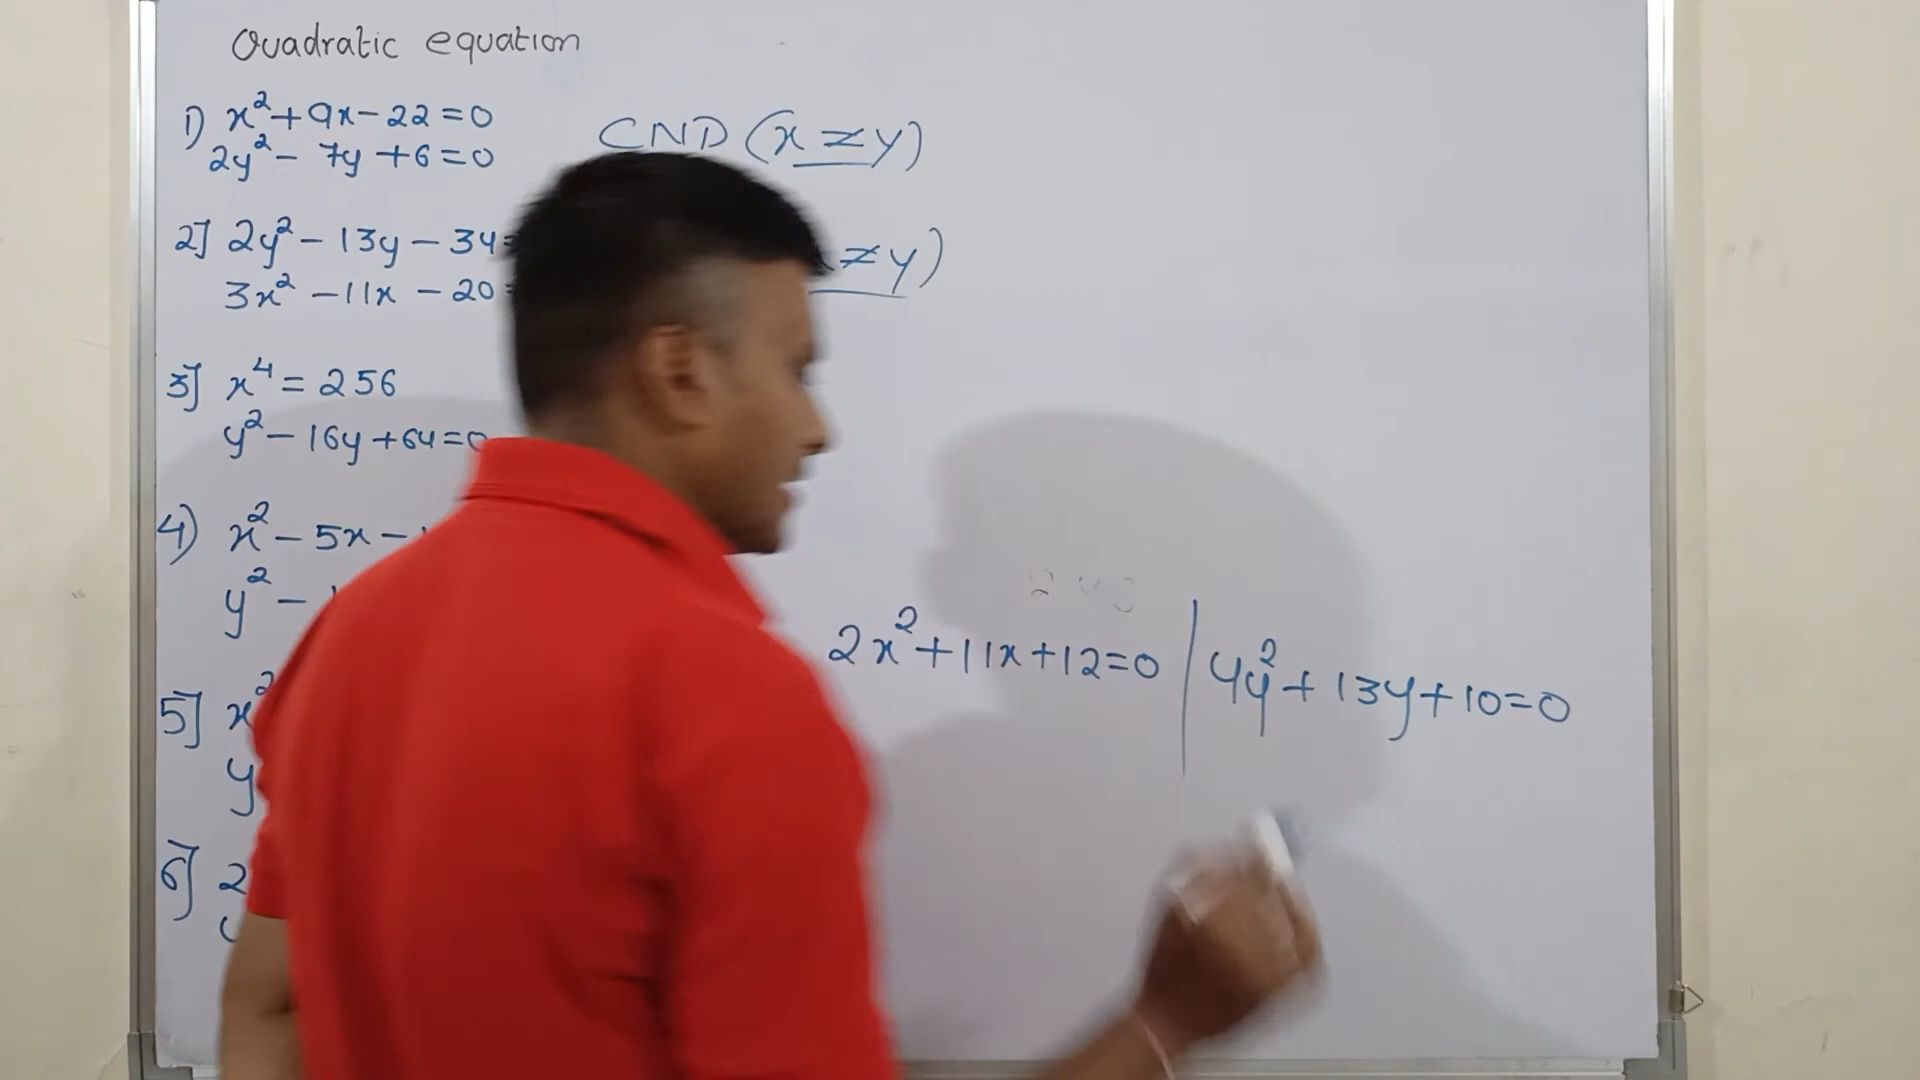 Quadratic equation
1) x² + 9x - 22 = 0
2y² - 7y + 6 = 0
CND (x ≠ y)
2] 2y² - 13y - 34
3x² - 11x - 20
≠ y)
3] x⁴ = 256
y² - 16y + 64 = 0
4) x² - 5x -
y² -
5] x²
y
6] 2
2x² + 11x + 12 = 0 | 4y² + 13y + 10 = 0